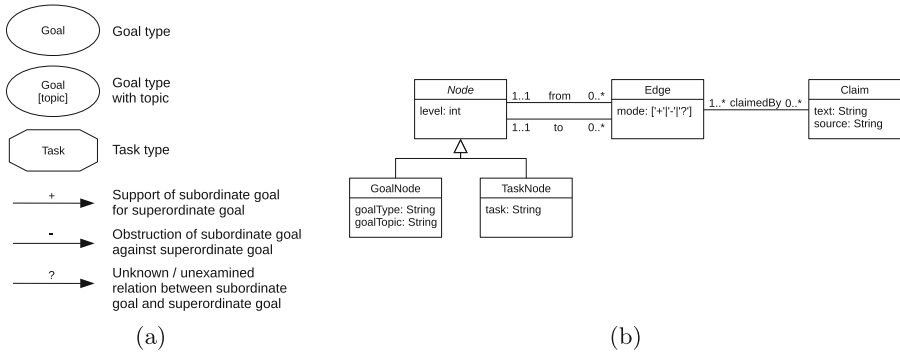 Goal
Goal type
Goal
[topic]
Goal type
with topic
Task
Task type
+
Support of subordinate goal
for superordinate goal
-
Obstruction of subordinate goal
against superordinate goal
?
Unknown / unexamined
relation between subordinate
goal and superordinate goal
(a)
Node
level: int
1..1 from 0..*
1..1 to 0..*
Edge
mode: ['+'|'-'|'?']
1..* claimedBy 0..*
Claim
text: String
source: String
GoalNode
goalType: String
goalTopic: String
TaskNode
task: String
(b)